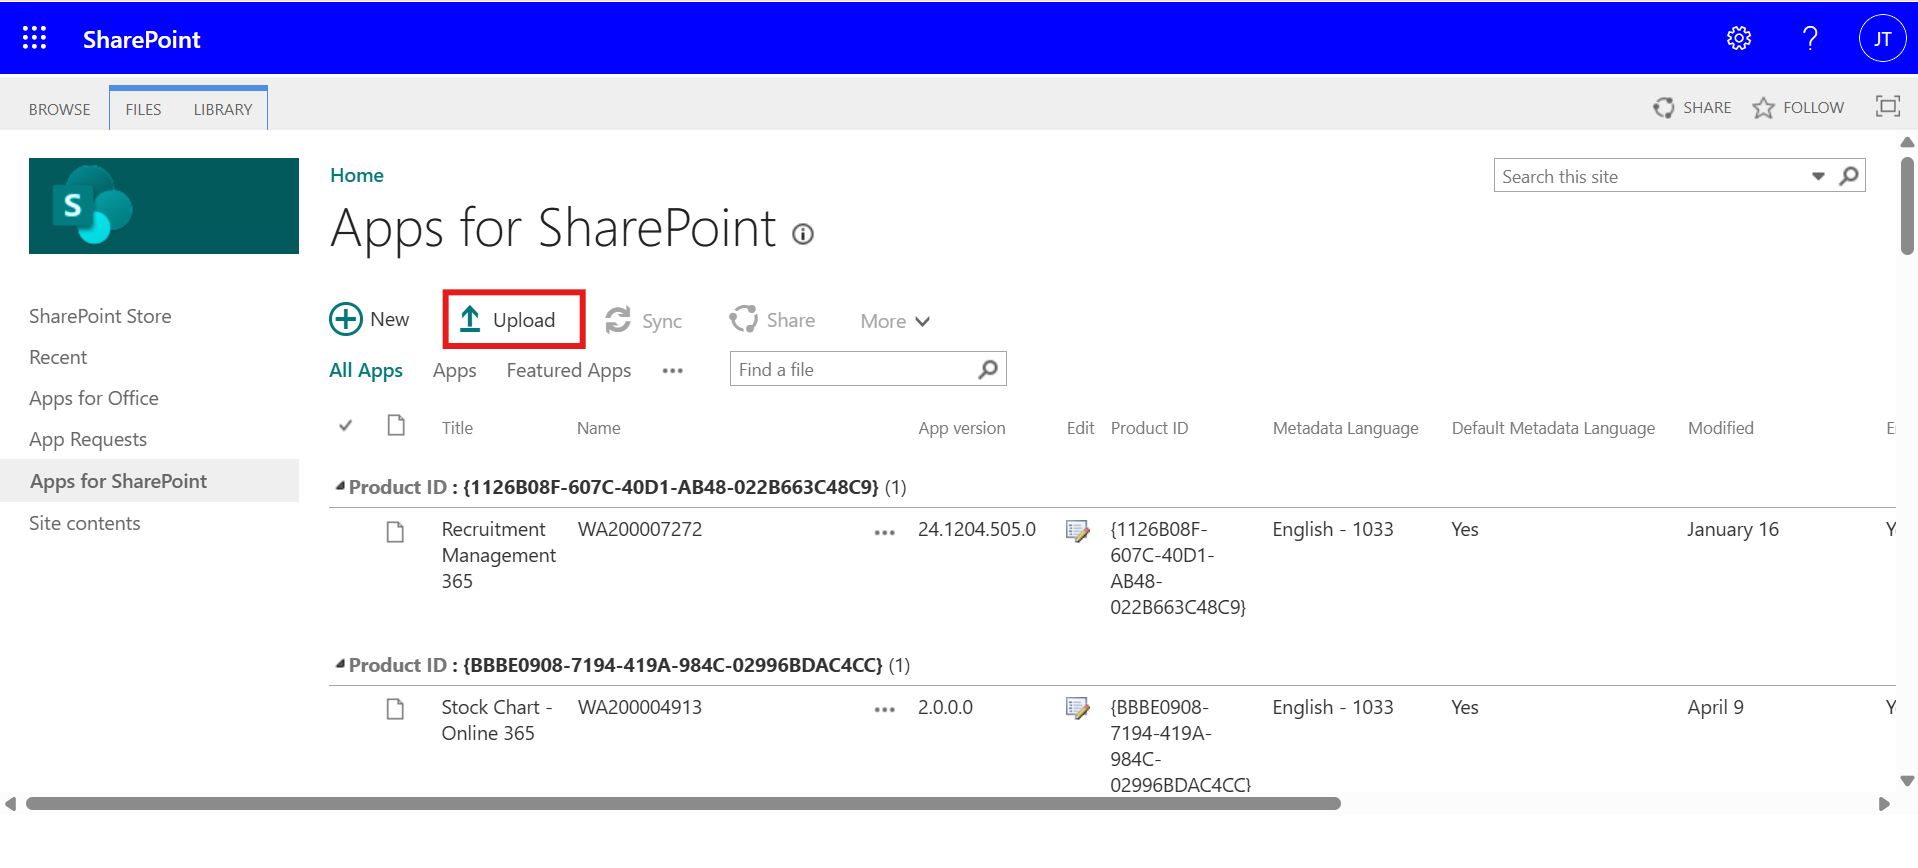 SharePoint
JT
BROWSE FILES LIBRARY SHARE FOLLOW
S
Home
Search this site
Apps for SharePoint
SharePoint Store
Recent
Apps for Office
App Requests
Apps for SharePoint
Site contents
New Upload Sync Share More
All Apps Apps Featured Apps ... Find a file
Title Name App version Edit Product ID Metadata Language Default Metadata Language Modified
Product ID : {1126B08F-607C-40D1-AB48-022B663C48C9} (1)
Recruitment Management 365 WA200007272 ... 24.1204.505.0 {1126B08F-607C-40D1-AB48-022B663C48C9} English - 1033 Yes January 16
Product ID : {BBBE0908-7194-419A-984C-02996BDAC4CC} (1)
Stock Chart - Online 365 WA200004913 ... 2.0.0.0 {BBBE0908-7194-419A-984C-02996BDAC4CC} English - 1033 Yes April 9